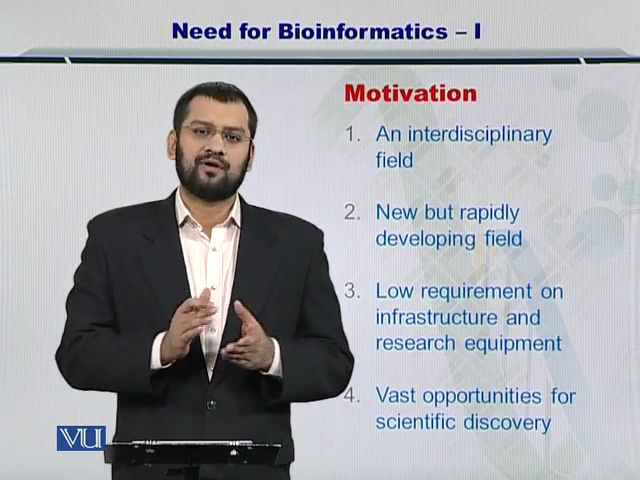 Need for Bioinformatics – I
Motivation
1. An interdisciplinary
field
2. New but rapidly
developing field
3. Low requirement on
infrastructure and
research equipment
4. Vast opportunities for
scientific discovery
VU